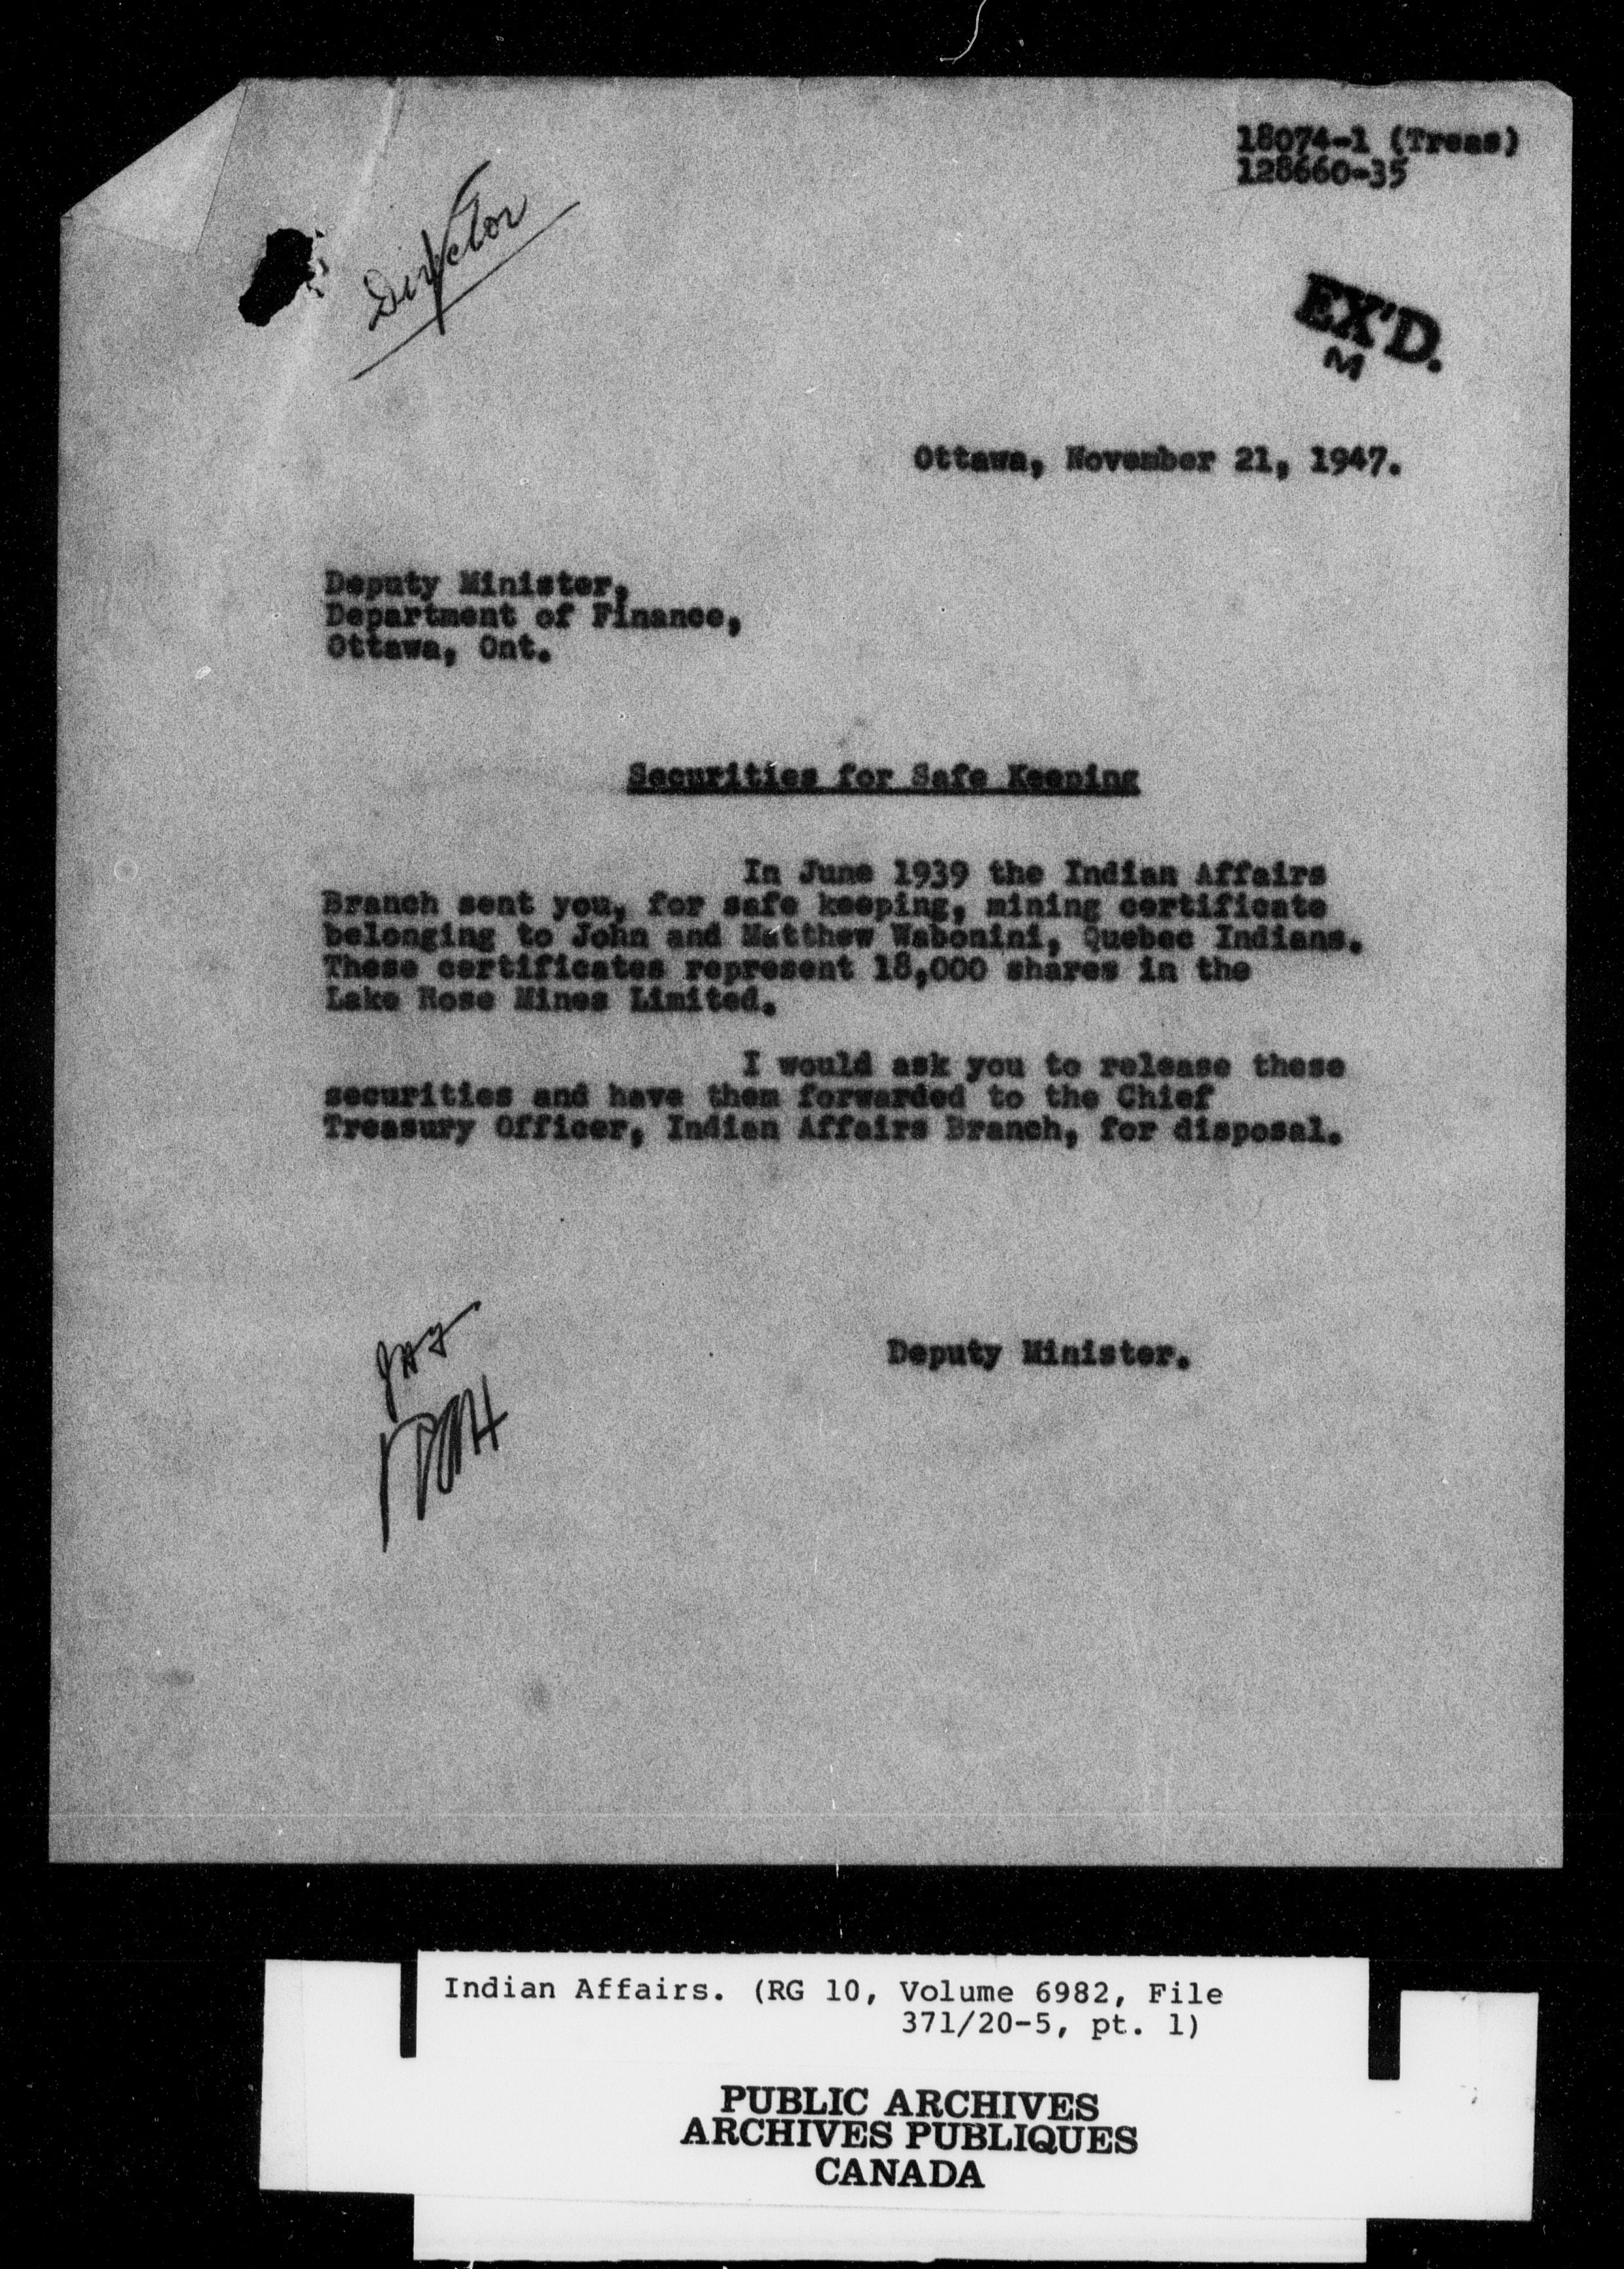 18074-1 (Treas)
128660-35
Director
EX'D.
M
Ottawa, November 21, 1947.
Deputy Minister,
Department of Finance,
Ottawa, Ont.
Securities for Safe Keeping
In June 1939 the Indian Affairs
Branch sent you, for safe keeping, mining certificate
belonging to John and Matthew Wabonini, Quebec Indians.
These certificates represent 18,000 shares in the
Lake Rose Mines Limited.
I would ask you to release these
securities and have them forwarded to the Chief
Treasury Officer, Indian Affairs Branch, for disposal.
Deputy Minister.
Indian Affairs. (RG 10, Volume 6982, File
371/20-5, pt. 1)
PUBLIC ARCHIVES
ARCHIVES PUBLIQUES
CANADA